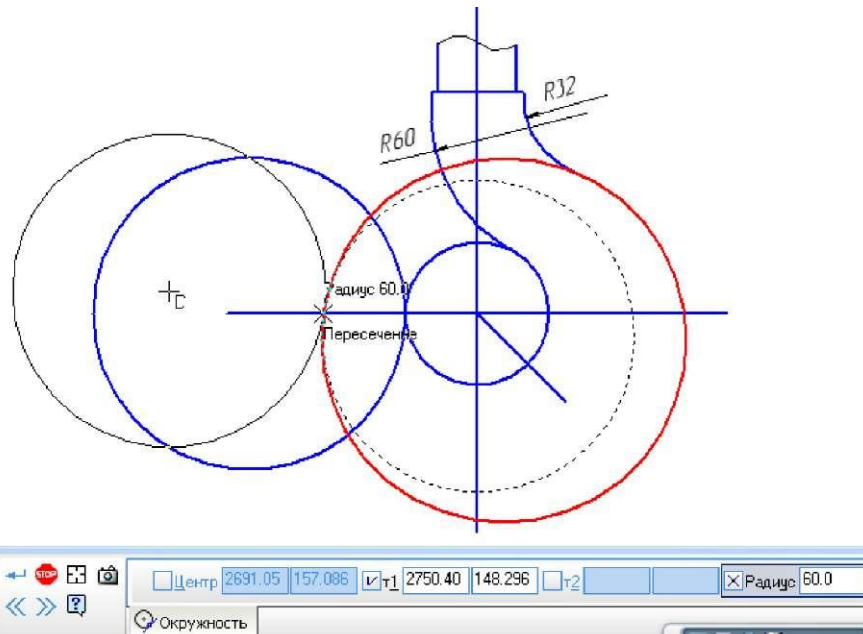 R32
R60
Радиус 60.0
Пересечение
Центр 2691.05 157.086 т1 2750.40 148.296 т2 Радиус 60.0
STOP
Окружность